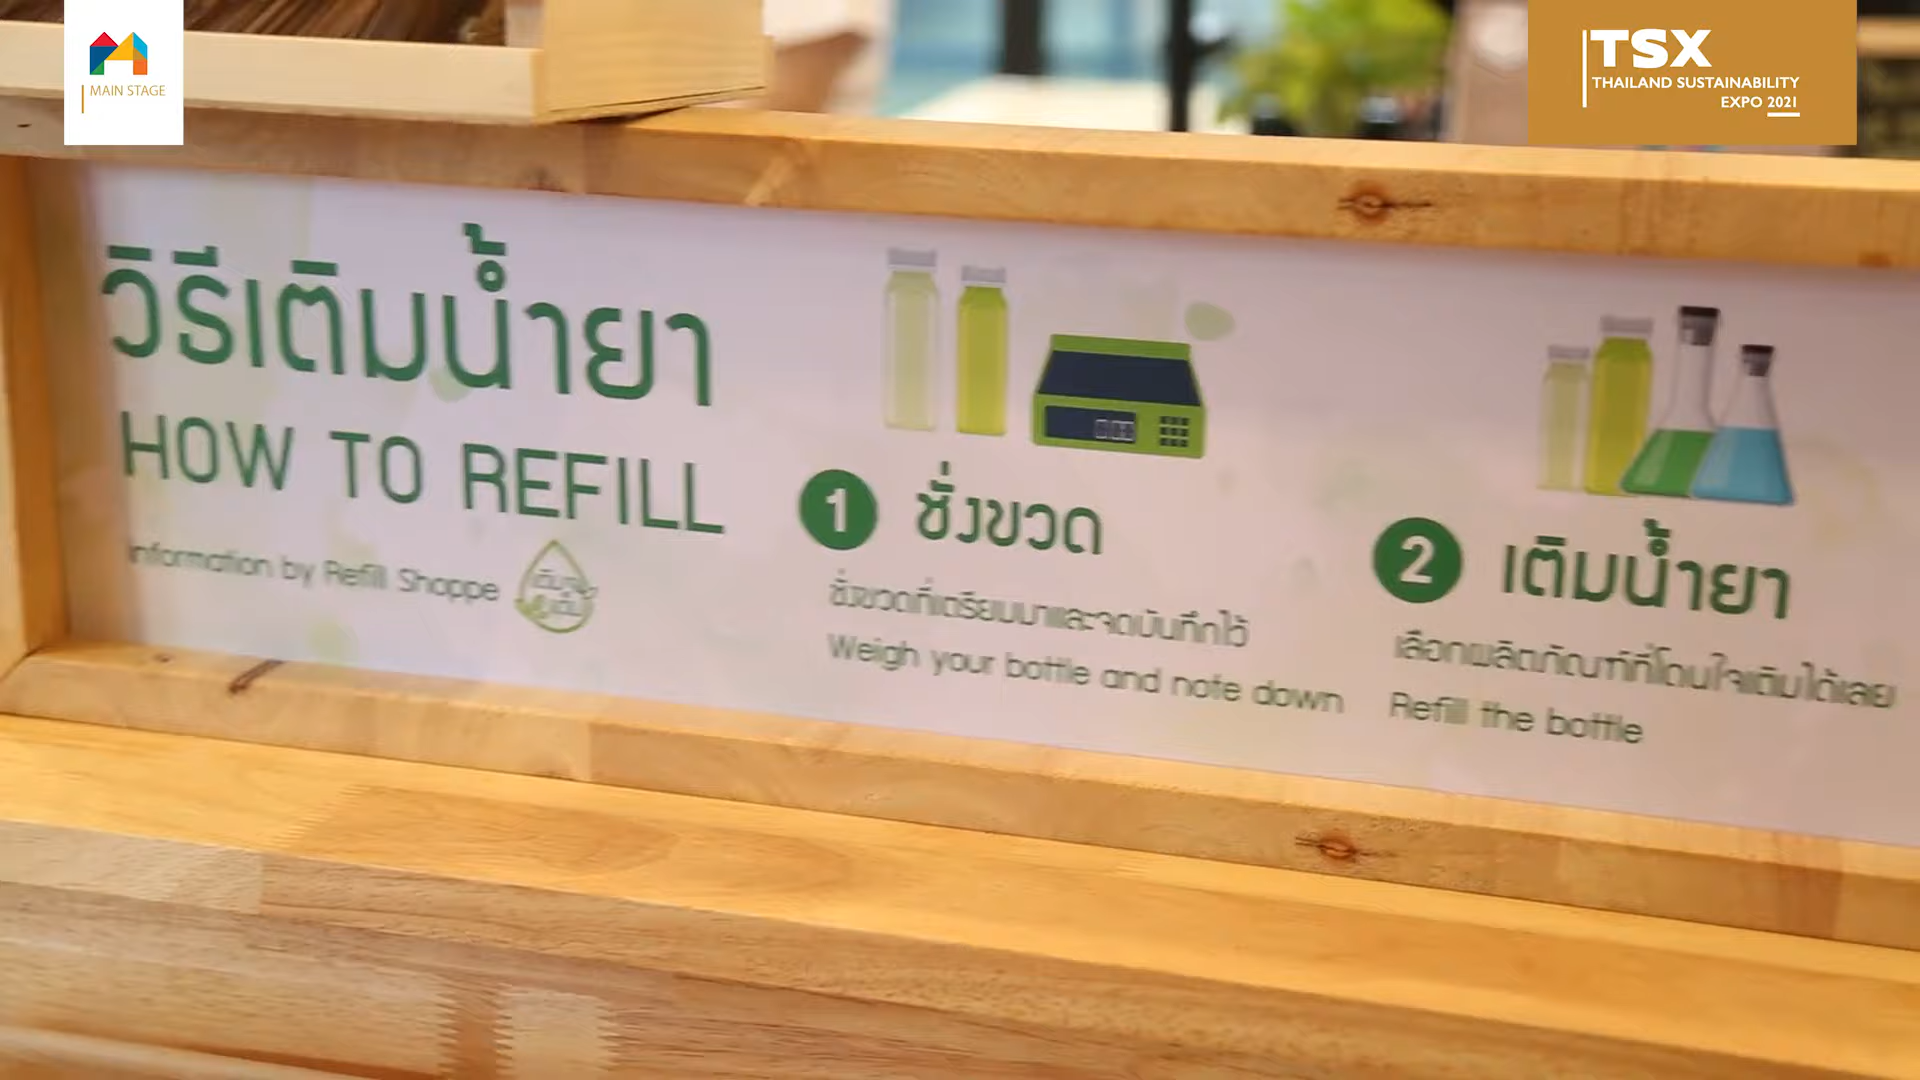 MAIN STAGE
TSX
THAILAND SUSTAINABILITY
EXPO 2021
วิธีเติมน้ำยา
HOW TO REFILL
Information by Refill Shoppe
1 ชั่งขวด
ชั่งขวดที่เตรียมมาและจดบันทึกไว้
Weigh your bottle and note down
2 เติมน้ำยา
เลือกผลิตภัณฑ์ที่โดนใจเติมได้เลย
Refill the bottle